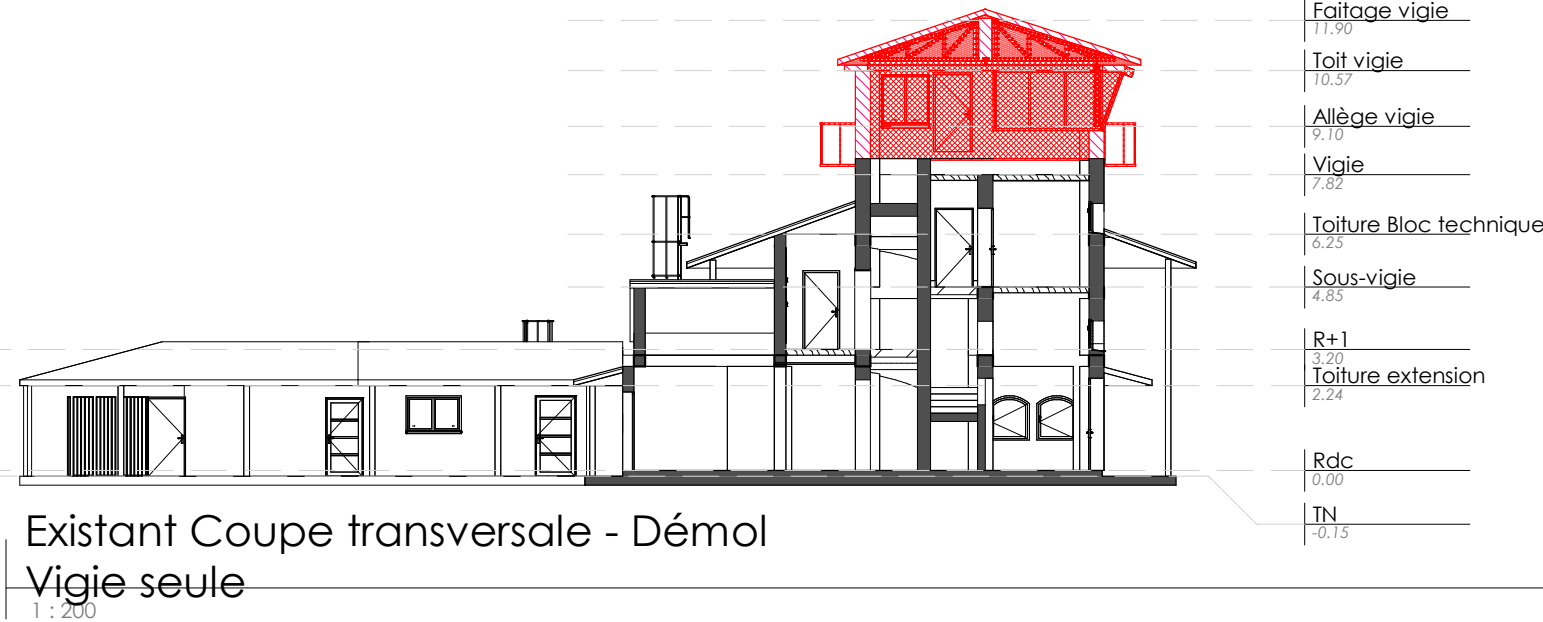 Faitage vigie
11.90
Toit vigie
10.57
Allège vigie
9.10
Vigie
7.82
Toiture Bloc technique
6.25
Sous-vigie
4.85
R+1
3.20
Toiture extension
2.24
Rdc
0.00
TN
-0.15
Existant Coupe transversale - Démol
Vigie seule
1 : 200